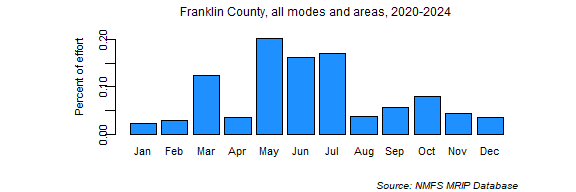 Franklin County, all modes and areas, 2020-2024
Percent of effort
0.20
0.10
0.00
Jan Feb Mar Apr May Jun Jul Aug Sep Oct Nov Dec
Source: NMFS MRIP Database